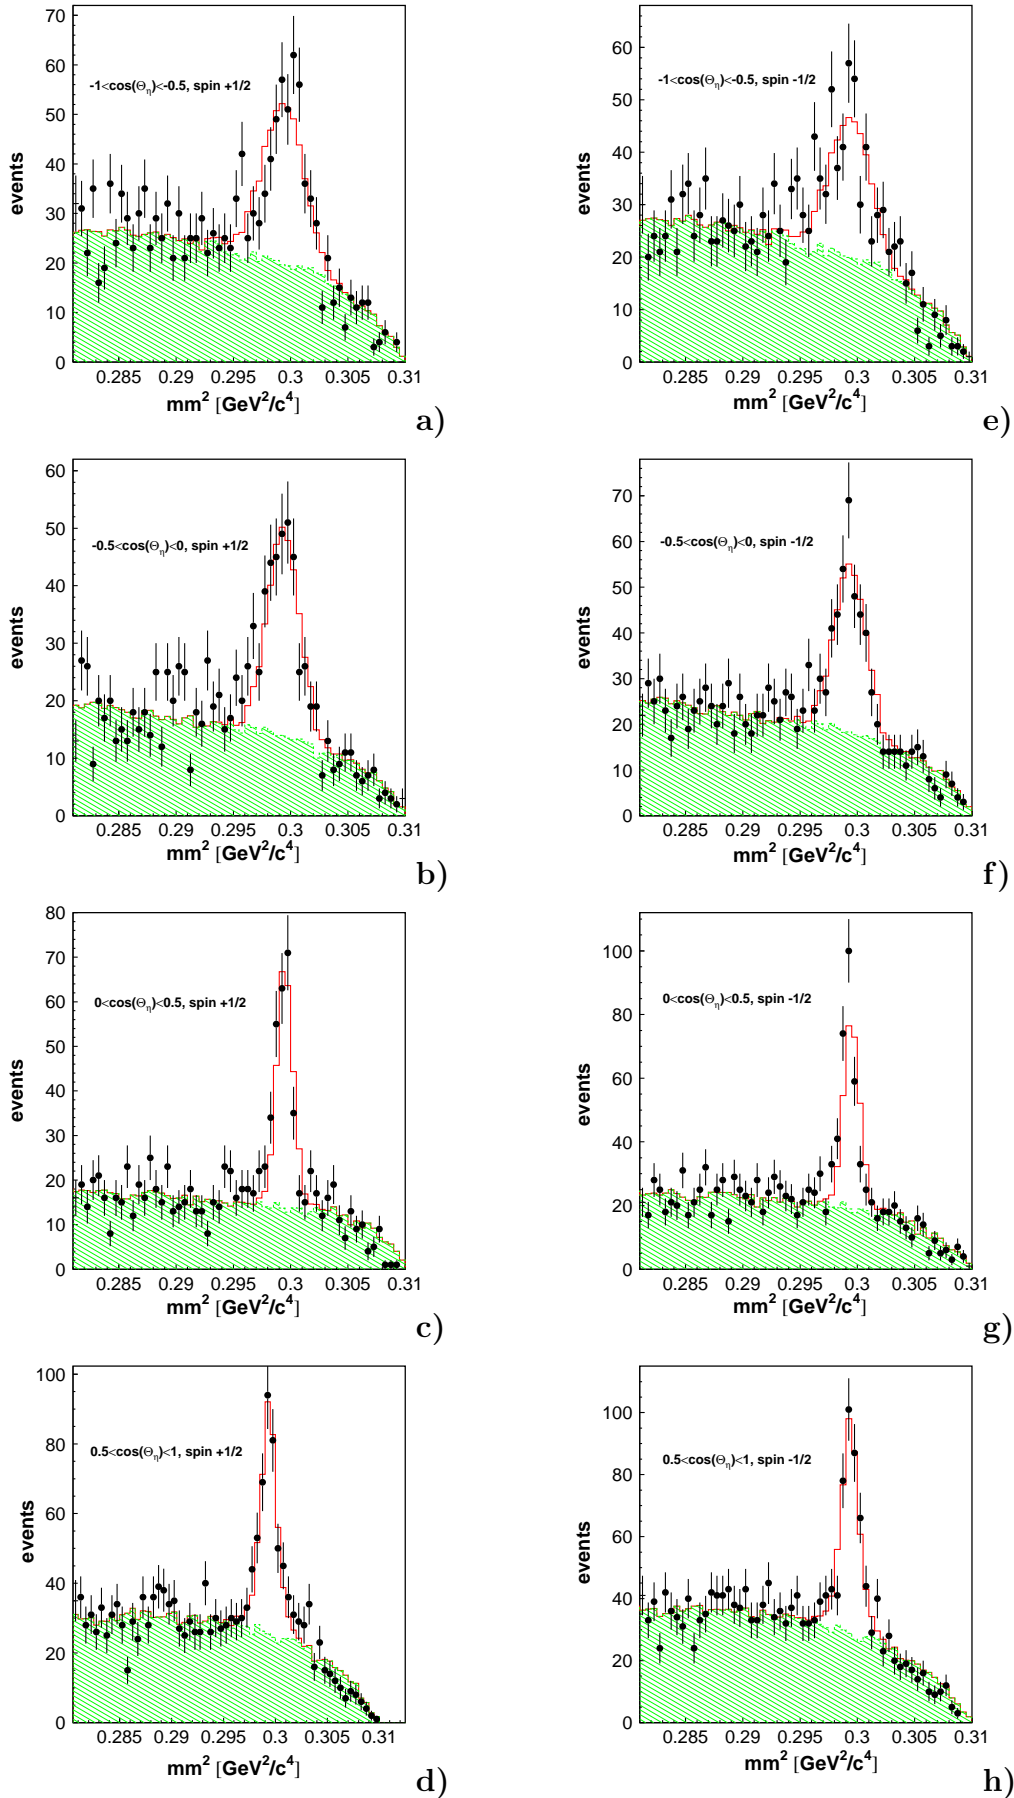 70
60
50
40
30
20
10
0
events
-1<cos(Θη)<-0.5, spin +1/2
0.285 0.29 0.295 0.3 0.305 0.31
mm² [GeV²/c⁴]
a)
60
50
40
30
20
10
0
events
-1<cos(Θη)<-0.5, spin -1/2
0.285 0.29 0.295 0.3 0.305 0.31
mm² [GeV²/c⁴]
e)
60
50
40
30
20
10
0
events
-0.5<cos(Θη)<0, spin +1/2
0.285 0.29 0.295 0.3 0.305 0.31
mm² [GeV²/c⁴]
b)
70
60
50
40
30
20
10
0
events
-0.5<cos(Θη)<0, spin -1/2
0.285 0.29 0.295 0.3 0.305 0.31
mm² [GeV²/c⁴]
f)
80
70
60
50
40
30
20
10
0
events
0<cos(Θη)<0.5, spin +1/2
0.285 0.29 0.295 0.3 0.305 0.31
mm² [GeV²/c⁴]
c)
100
80
60
40
20
0
events
0<cos(Θη)<0.5, spin -1/2
0.285 0.29 0.295 0.3 0.305 0.31
mm² [GeV²/c⁴]
g)
100
80
60
40
20
0
events
0.5<cos(Θη)<1, spin +1/2
0.285 0.29 0.295 0.3 0.305 0.31
mm² [GeV²/c⁴]
d)
100
80
60
40
20
0
events
0.5<cos(Θη)<1, spin -1/2
0.285 0.29 0.295 0.3 0.305 0.31
mm² [GeV²/c⁴]
h)